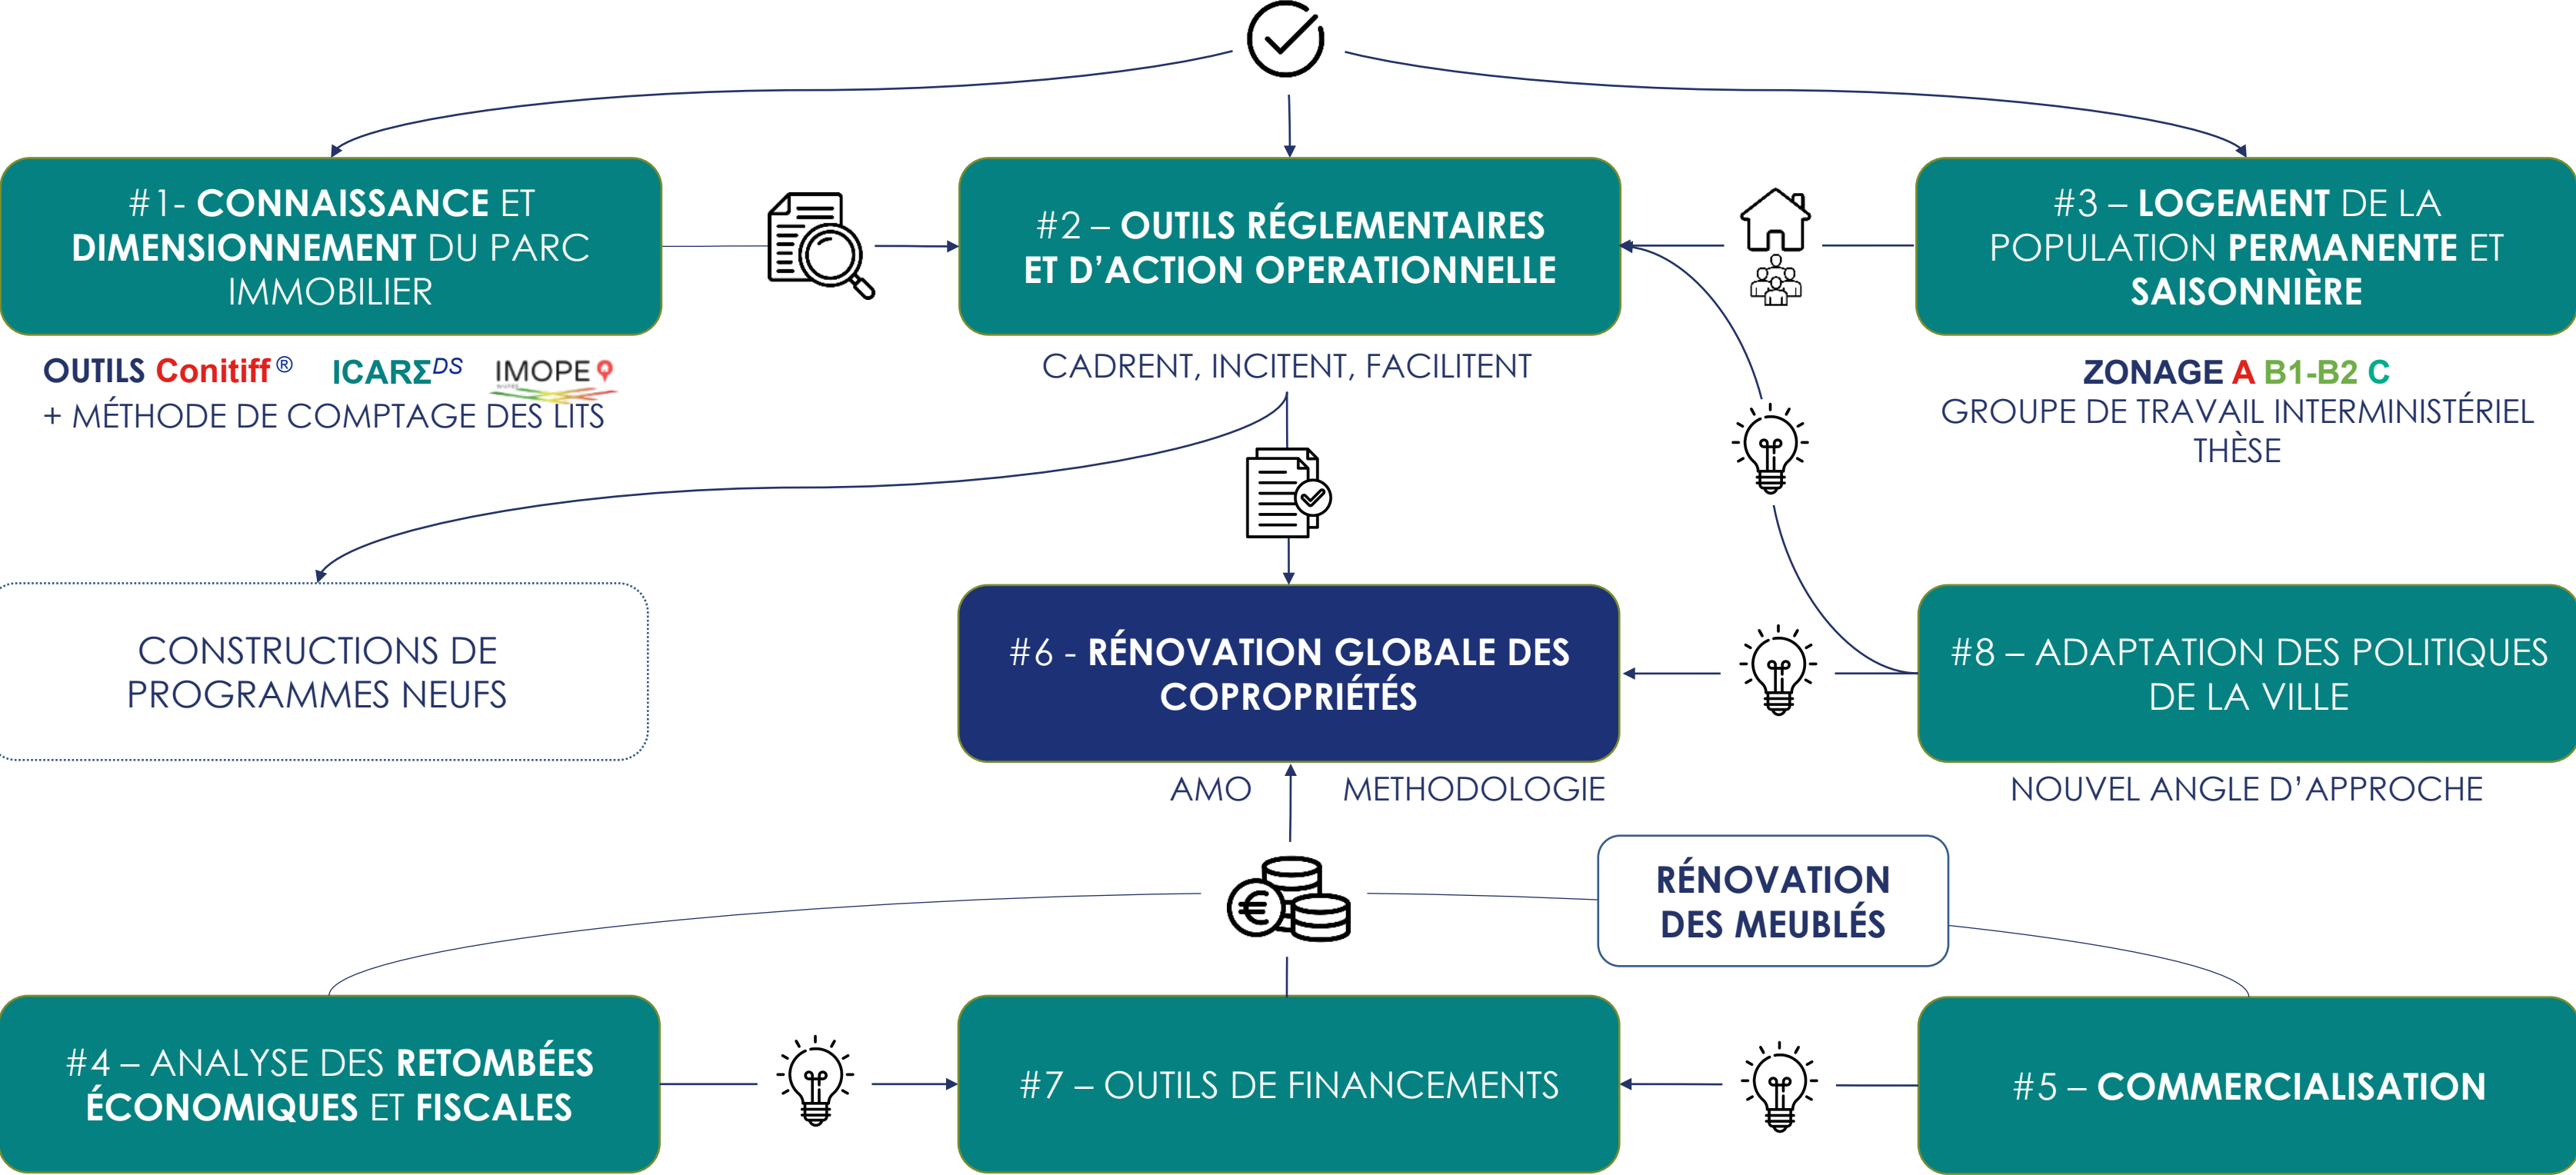 #1- CONNAISSANCE ET
DIMENSIONNEMENT DU PARC
IMMOBILIER
#2 – OUTILS RÉGLEMENTAIRES
ET D’ACTION OPERATIONNELLE
#3 – LOGEMENT DE LA
POPULATION PERMANENTE ET
SAISONNIÈRE
OUTILS Conitiff ® ICARΣDS IMOPE
+ MÉTHODE DE COMPTAGE DES LITS
CADRENT, INCITENT, FACILITENT
ZONAGE A B1-B2 C
GROUPE DE TRAVAIL INTERMINISTÉRIEL
THÈSE
CONSTRUCTIONS DE
PROGRAMMES NEUFS
#6 - RÉNOVATION GLOBALE DES
COPROPRIÉTÉS
#8 – ADAPTATION DES POLITIQUES
DE LA VILLE
AMO METHODOLOGIE
NOUVEL ANGLE D’APPROCHE
RÉNOVATION
DES MEUBLÉS
€
#4 – ANALYSE DES RETOMBÉES
ÉCONOMIQUES ET FISCALES
#7 – OUTILS DE FINANCEMENTS
#5 – COMMERCIALISATION